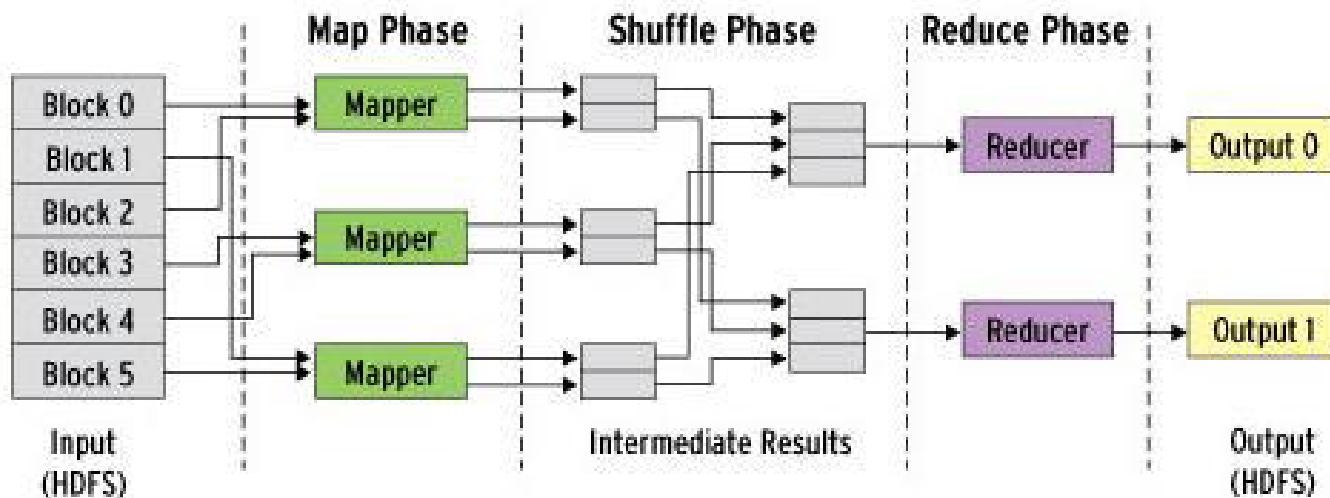 Map Phase
Shuffle Phase
Reduce Phase
Block 0
Block 1
Block 2
Block 3
Block 4
Block 5
Mapper
Mapper
Mapper
Reducer
Reducer
Output 0
Output 1
Input
(HDFS)
Intermediate Results
Output
(HDFS)